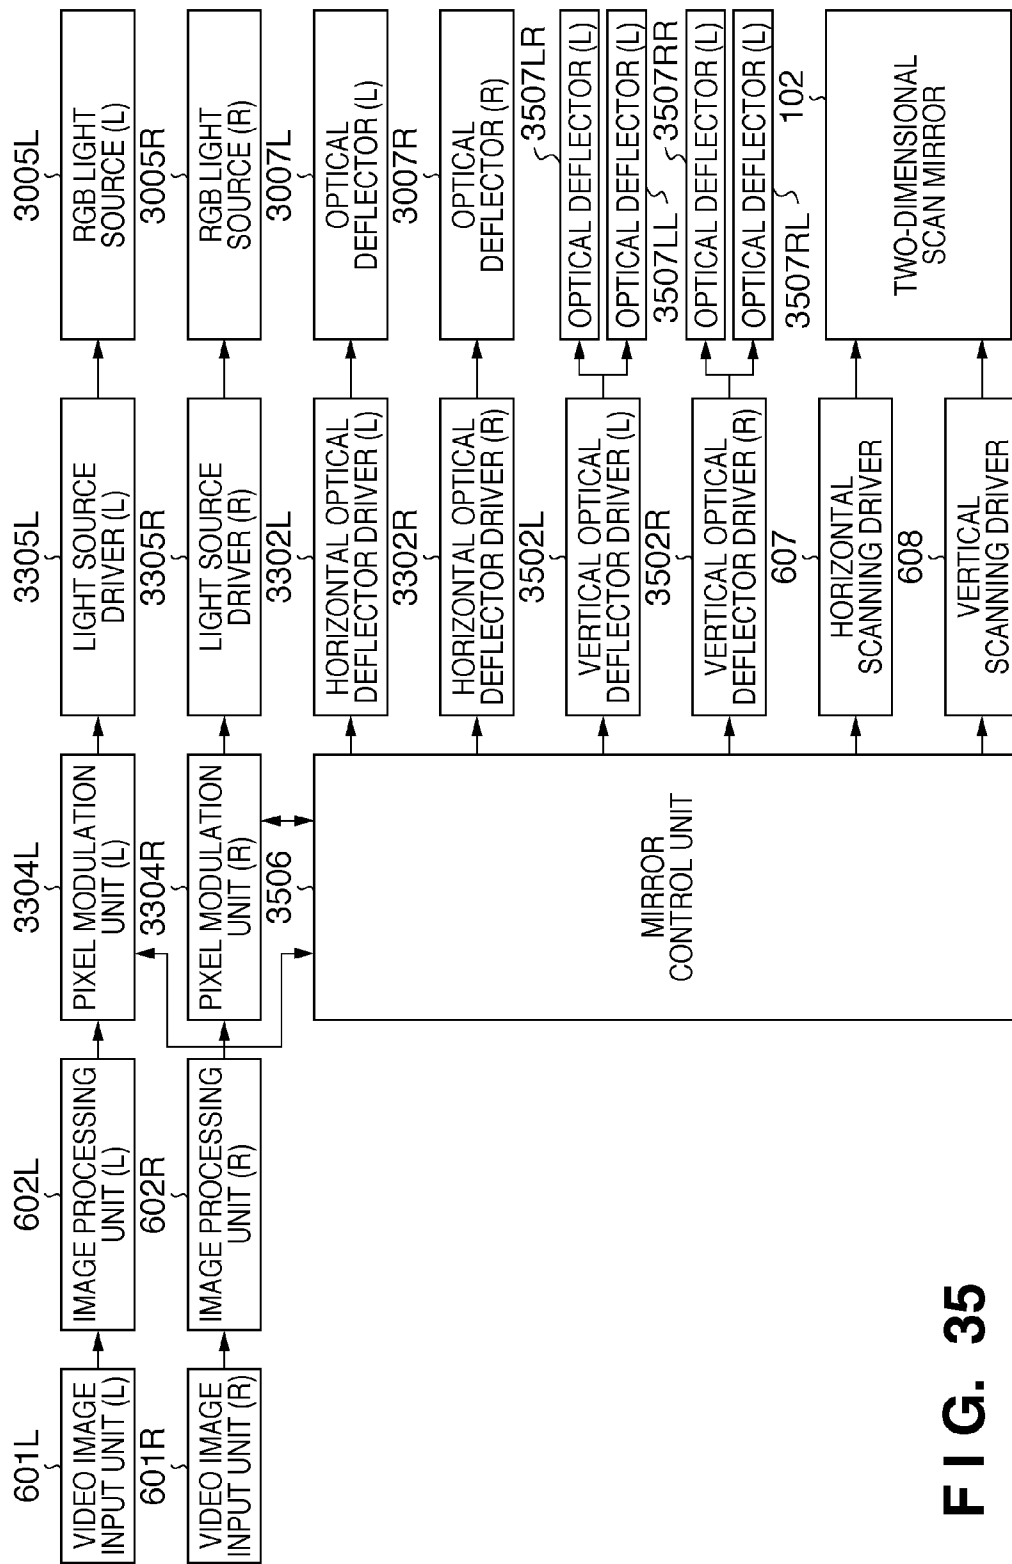 601L
VIDEO IMAGE
INPUT UNIT (L)
601R
VIDEO IMAGE
INPUT UNIT (R)
602L
IMAGE PROCESSING
UNIT (L)
602R
IMAGE PROCESSING
UNIT (R)
3304L
PIXEL MODULATION
UNIT (L)
3304R
PIXEL MODULATION
UNIT (R)
3506
MIRROR
CONTROL UNIT
3305L
LIGHT SOURCE
DRIVER (L)
3305R
LIGHT SOURCE
DRIVER (R)
3302L
HORIZONTAL OPTICAL
DEFLECTOR DRIVER (L)
3302R
HORIZONTAL OPTICAL
DEFLECTOR DRIVER (R)
3502L
VERTICAL OPTICAL
DEFLECTOR DRIVER (L)
3502R
VERTICAL OPTICAL
DEFLECTOR DRIVER (R)
607
HORIZONTAL
SCANNING DRIVER
608
VERTICAL
SCANNING DRIVER
3005L
RGB LIGHT
SOURCE (L)
3005R
RGB LIGHT
SOURCE (R)
3007L
OPTICAL
DEFLECTOR (L)
3007R
OPTICAL
DEFLECTOR (R)
3507LR
OPTICAL DEFLECTOR (L)
OPTICAL DEFLECTOR (L)
3507LL
3507RR
OPTICAL DEFLECTOR (L)
OPTICAL DEFLECTOR (L)
3507RL
102
TWO-DIMENSIONAL
SCAN MIRROR
FIG. 35